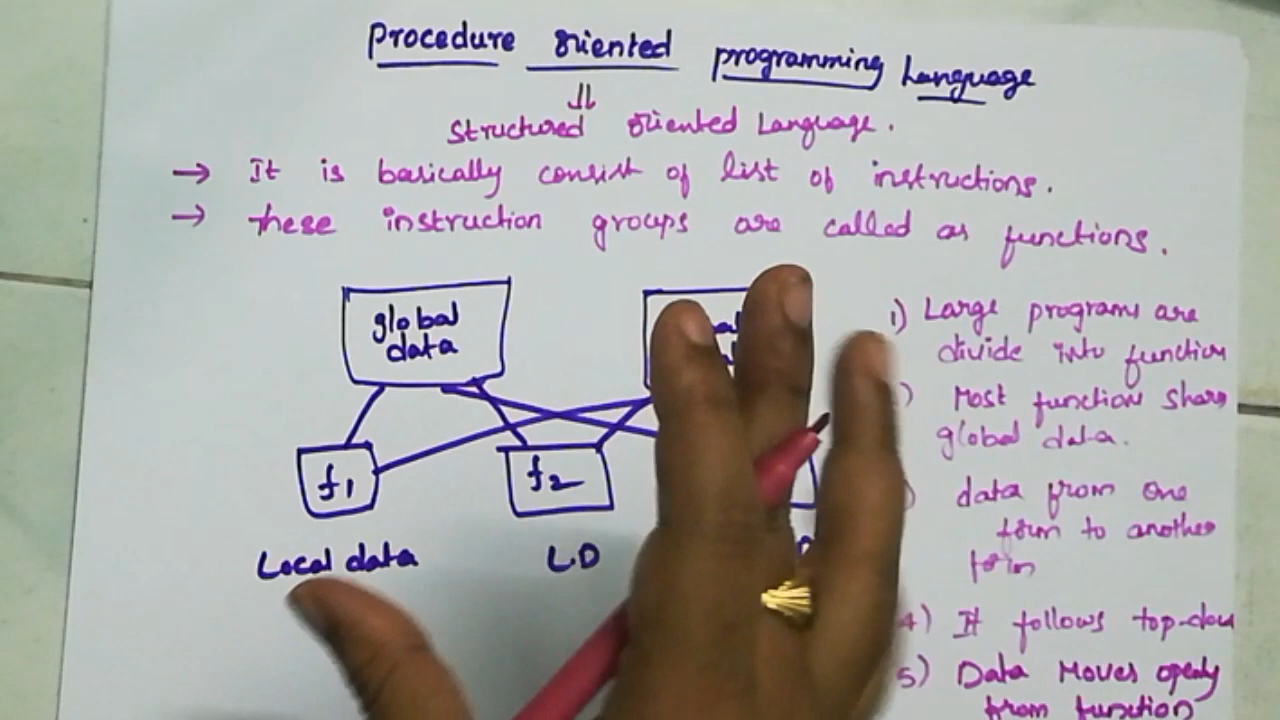 Procedure oriented programming Language
⇓
Structured oriented Language.
→ It is basically consist of list of instructions.
→ These instruction groups are called as functions.
global
data
f1
f2
Local data
LD
1) Large programs are
divide into function
Most function share
global data.
data from one
form to another
form
4) It follows top-dow
5) Data Moves openly
from function